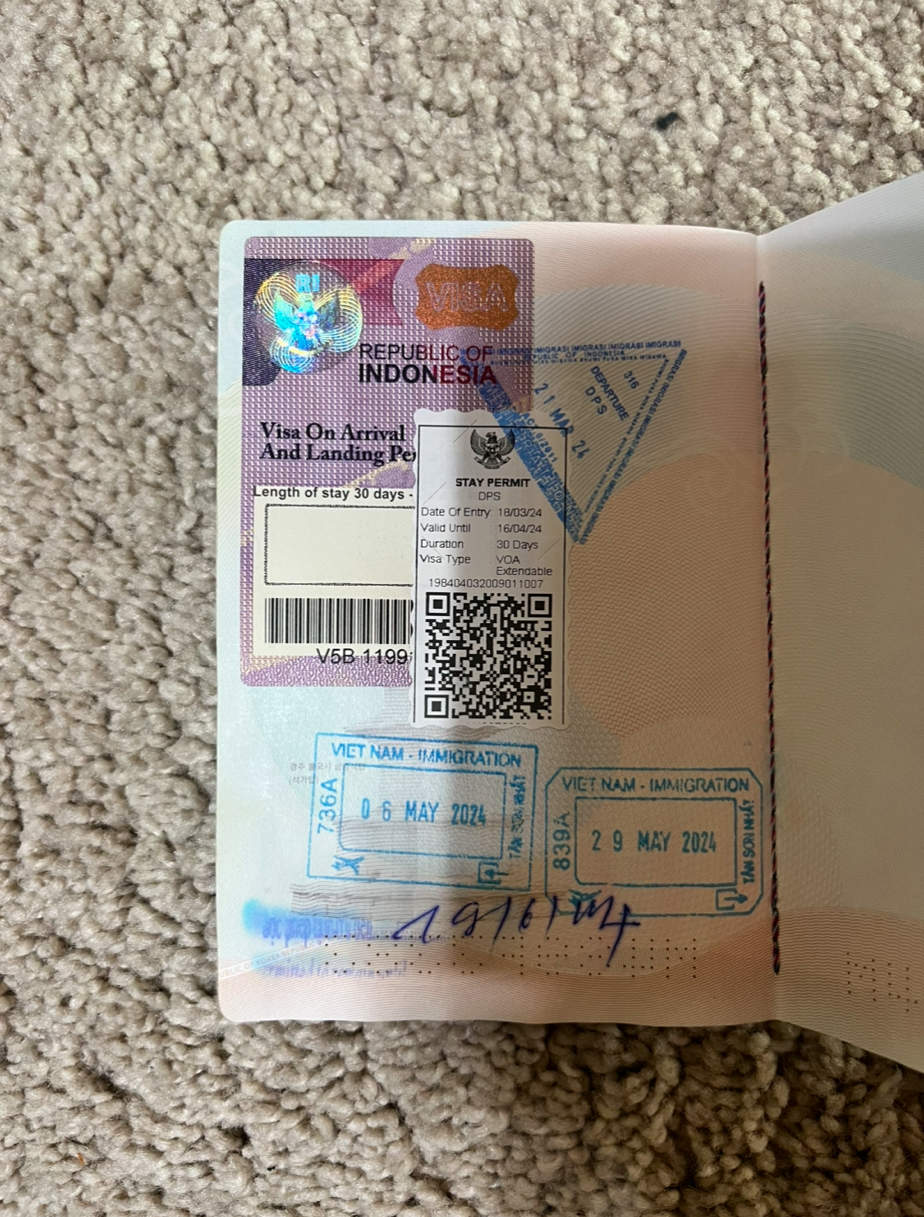 RI
VISA
REPUBLIC OF
INDONESIA
Visa On Arrival
And Landing
Length of stay 30 days -
V5B 1199
STAY PERMIT
DPS
Date Of Entry: 18/03/24
Valid Until : 16/04/24
Duration : 30 Days
Visa Type : VOA
Extendable
198404032009011007
IMIGRASI IMIGRASI IMIGRASI IMIGRASI
REPUBLIC OF INDONESIA
316
DEPARTURE
DPS
21 MAR 24
VIET NAM - IMMIGRATION
736A
06 MAY 2024
TÂN SƠN NHẤT
VIET NAM - IMMIGRATION
839A
29 MAY 2024
TÂN SƠN NHẤT